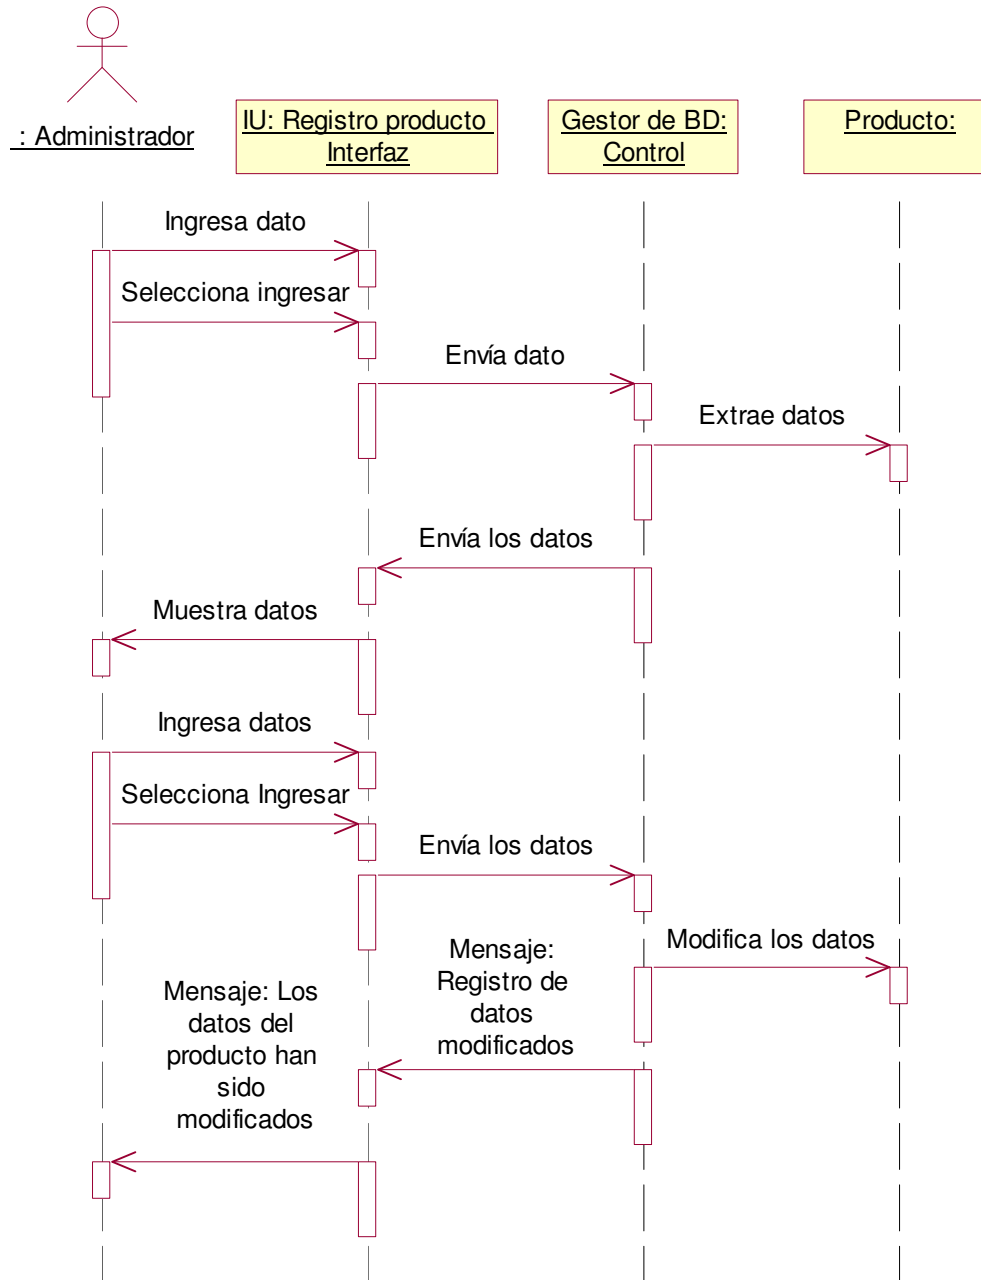 : Administrador
IU: Registro producto
Interfaz
Gestor de BD:
Control
Producto:
Ingresa dato
Selecciona ingresar
Envía dato
Extrae datos
Envía los datos
Muestra datos
Ingresa datos
Selecciona Ingresar
Envía los datos
Modifica los datos
Mensaje:
Registro de
datos
modificados
Mensaje: Los
datos del
producto han
sido
modificados